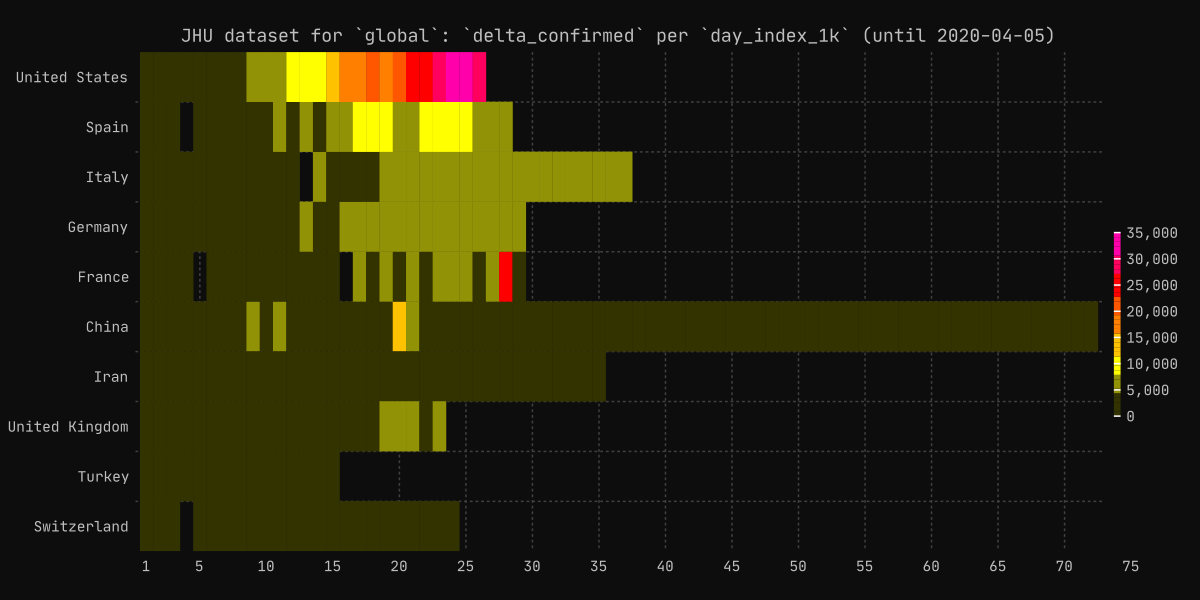 JHU dataset for `global`: `delta_confirmed` per `day_index_1k` (until 2020-04-05)
United States
Spain
Italy
Germany
France
China
Iran
United Kingdom
Turkey
Switzerland
35,000
30,000
25,000
20,000
15,000
10,000
5,000
0
1 5 10 15 20 25 30 35 40 45 50 55 60 65 70 75